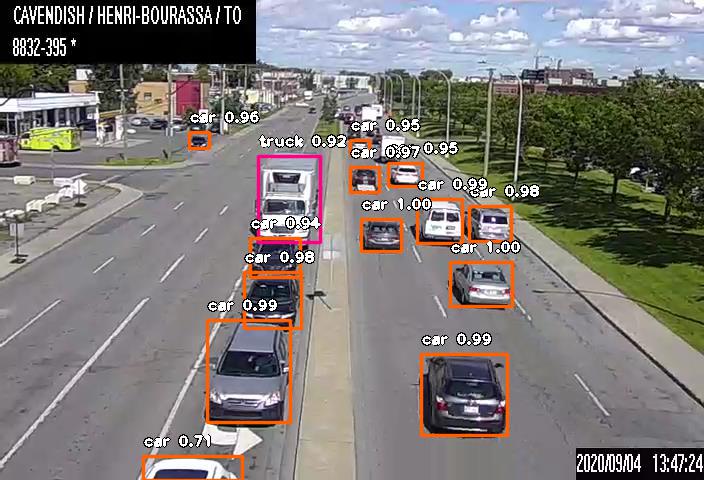 CAVENDISH / HENRI-BOURASSA / TO
8832-395 *
car 0.96
truck 0.92
car 0.95
car 0.97
0.95
car 0.99
car 0.98
car 1.00
car 0.94
car 1.00
car 0.98
car 0.99
car 0.99
car 0.71
2020/09/04 13:47:24